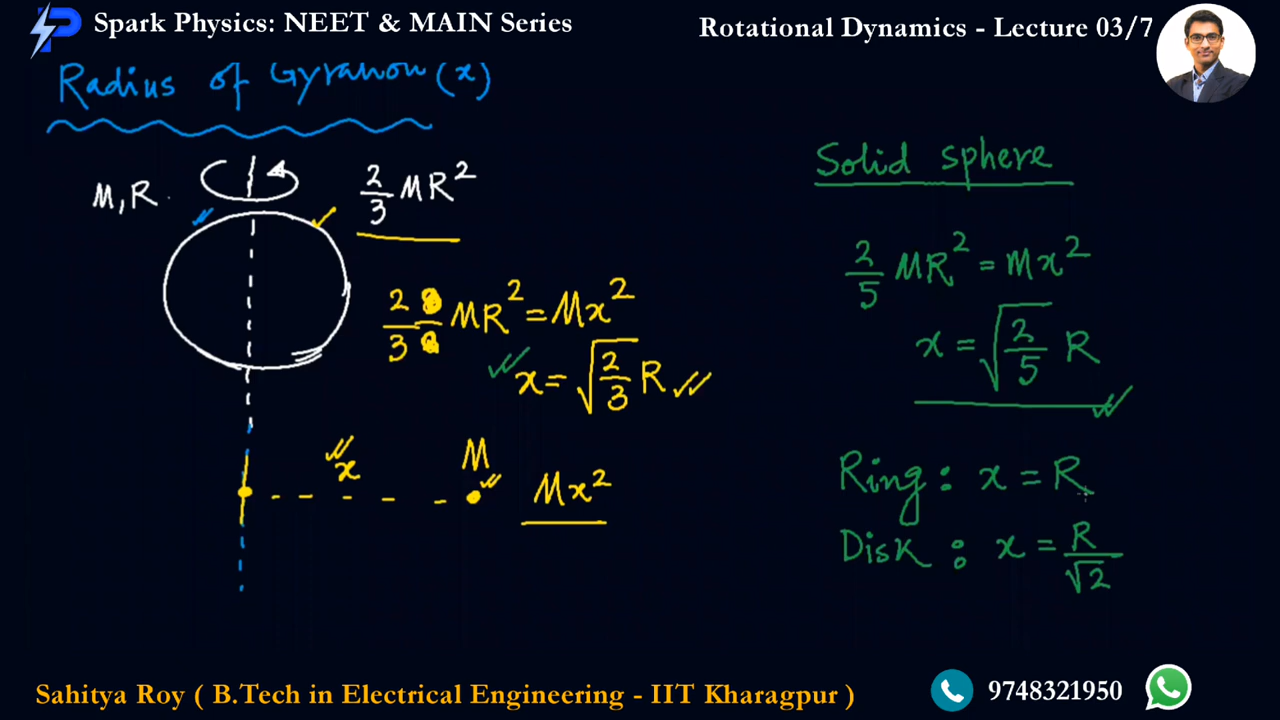 Spark Physics: NEET & MAIN Series
Rotational Dynamics - Lecture 03/7
Radius of Gyration (x)
M, R.
2/3 MR²
2/3 MR² = Mx²
x = √(2/3) R
x
M
Mx²
Solid sphere
2/5 MR² = Mx²
x = √(2/5) R
Ring : x = R
Disk : x = R/√2
Sahitya Roy ( B.Tech in Electrical Engineering - IIT Kharagpur )
9748321950